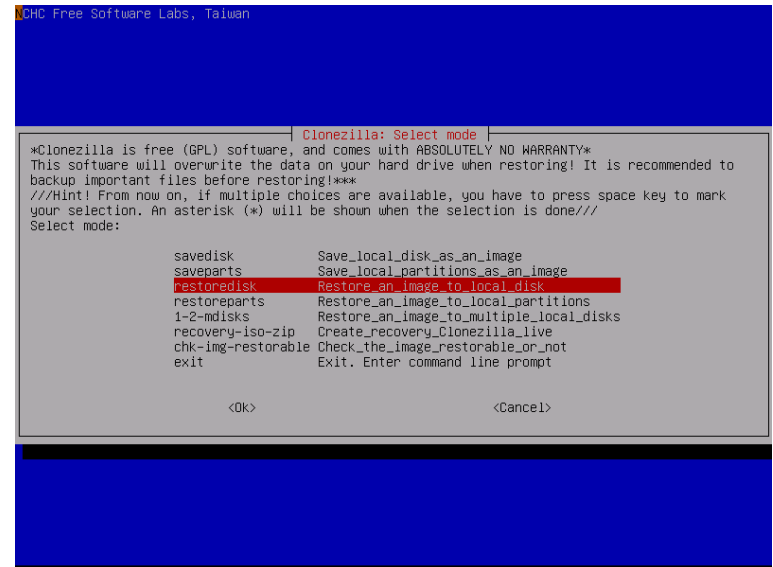 NCHC Free Software Labs, Taiwan
Clonezilla: Select mode
*Clonezilla is free (GPL) software, and comes with ABSOLUTELY NO WARRANTY*
This software will overwrite the data on your hard drive when restoring! It is recommended to
backup important files before restoring!***
///Hint! From now on, if multiple choices are available, you have to press space key to mark
your selection. An asterisk (*) will be shown when the selection is done///
Select mode:
savedisk Save_local_disk_as_an_image
saveparts Save_local_partitions_as_an_image
restoredisk Restore_an_image_to_local_disk
restoreparts Restore_an_image_to_local_partitions
1-2-mdisks Restore_an_image_to_multiple_local_disks
recovery-iso-zip Create_recovery_Clonezilla_live
chk-img-restorable Check_the_image_restorable_or_not
exit Exit. Enter command line prompt
<Ok> <Cancel>